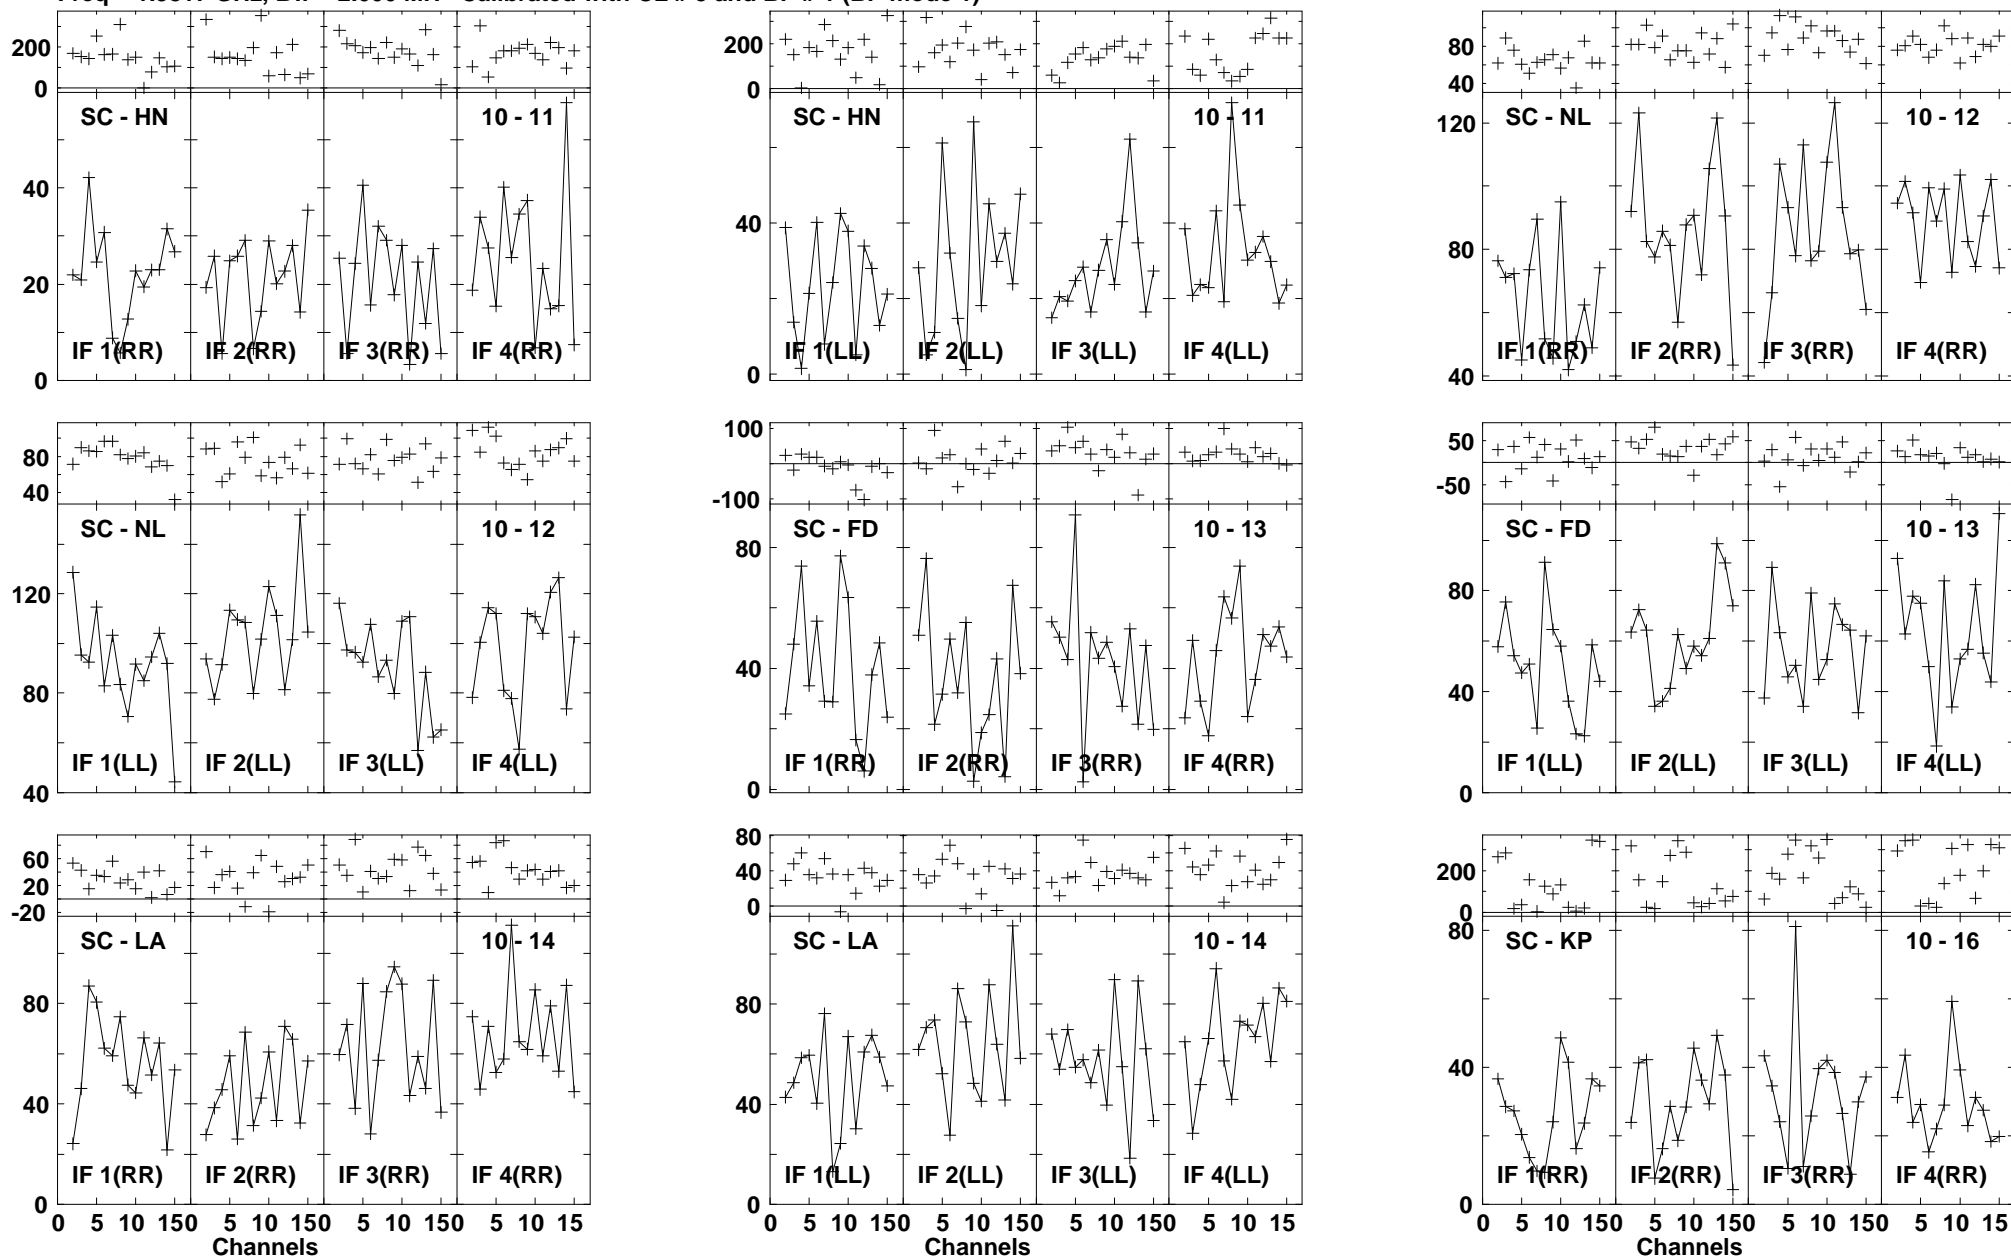 200 200 80
0 0 40
SC - HN 10 - 11 SC - HN 10 - 11 SC - NL 10 - 12
120
40 40 80
20
0 0 40
IF 1(RR) IF 2(RR) IF 3(RR) IF 4(RR) IF 1(LL) IF 2(LL) IF 3(LL) IF 4(LL) IF 1(RR) IF 2(RR) IF 3(RR) IF 4(RR)
80 100 50
40 -100 -50
SC - NL 10 - 12 SC - FD 10 - 13 SC - FD 10 - 13
120 80 80
80 40 40
IF 1(LL) IF 2(LL) IF 3(LL) IF 4(LL) IF 1(RR) IF 2(RR) IF 3(RR) IF 4(RR) IF 1(LL) IF 2(LL) IF 3(LL) IF 4(LL)
40 0 0
60 80 200
20 40 0
-20 0
SC - LA 10 - 14 SC - LA 10 - 14 SC - KP 10 - 16
80 80 80
40 40 40
IF 1(RR) IF 2(RR) IF 3(RR) IF 4(RR) IF 1(LL) IF 2(LL) IF 3(LL) IF 4(LL) IF 1(RR) IF 2(RR) IF 3(RR) IF 4(RR)
0 0 0
0 5 10 150 5 10 150 5 10 150 5 10 15 0 5 10 150 5 10 150 5 10 150 5 10 15 0 5 10 150 5 10 150 5 10 150 5 10 15
Channels Channels Channels